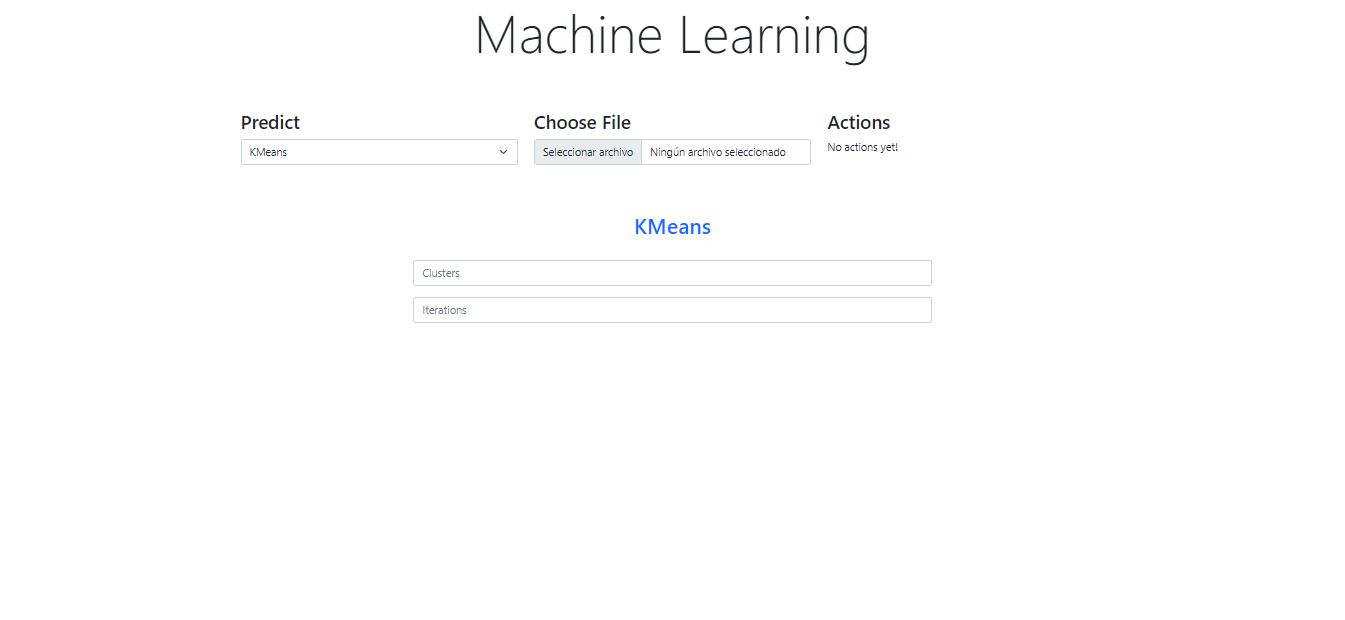 Machine Learning
Predict
Choose File
Actions
KMeans
Seleccionar archivo
Ningún archivo seleccionado
No actions yet!
KMeans
Clusters
Iterations